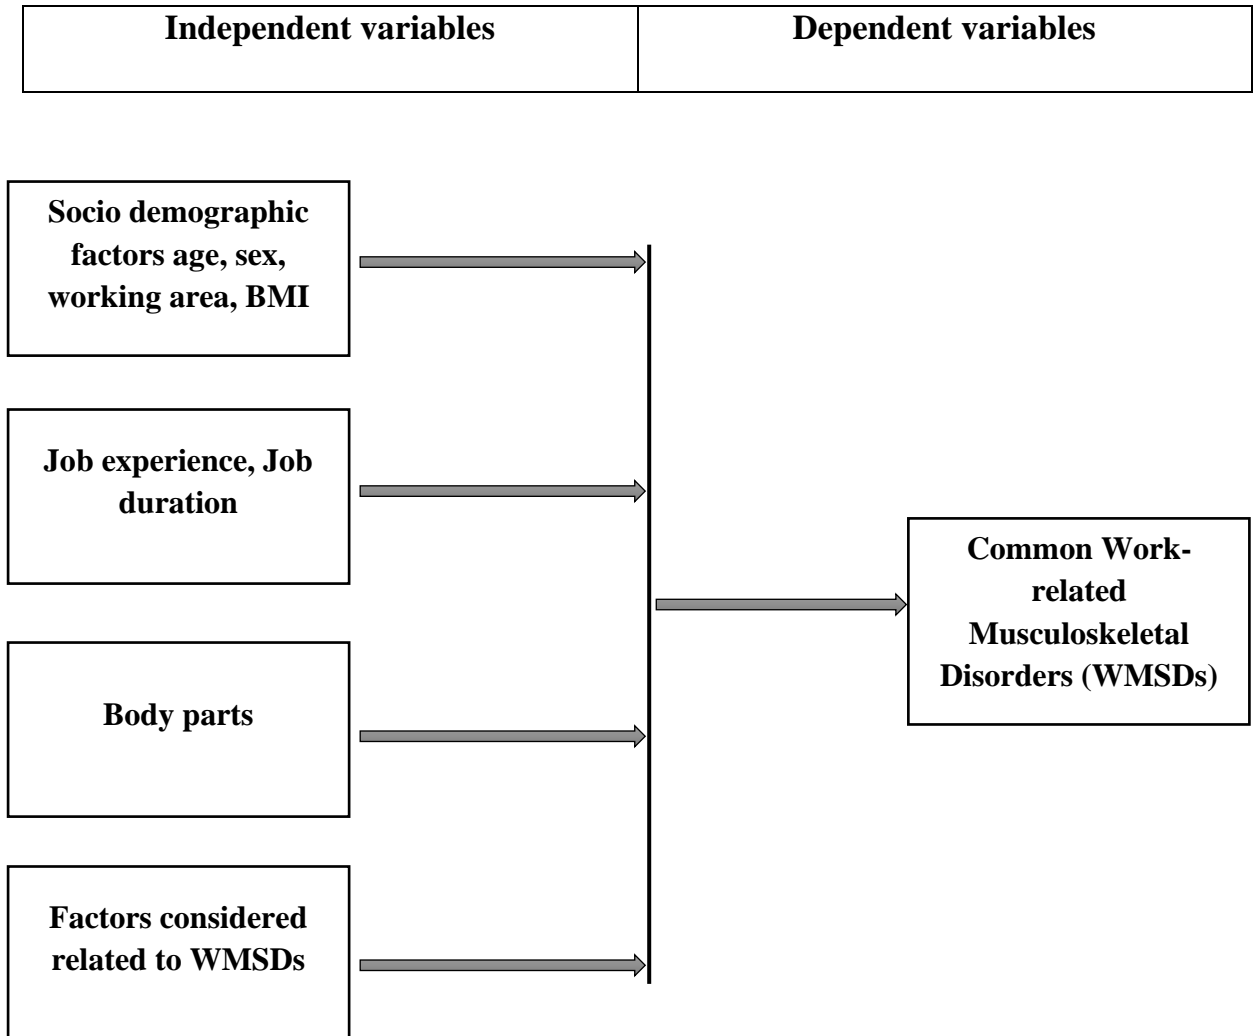 Independent variables
Dependent variables
Socio demographic
factors age, sex,
working area, BMI
Job experience, Job
duration
Body parts
Factors considered
related to WMSDs
Common Work-
related
Musculoskeletal
Disorders (WMSDs)